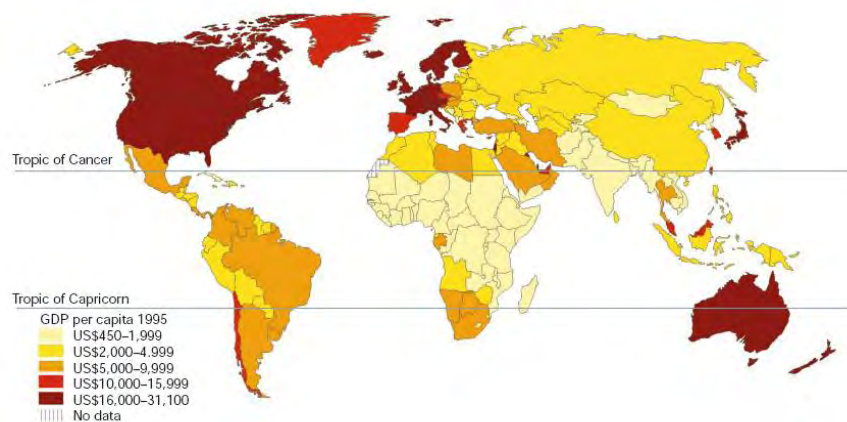 Tropic of Cancer
Tropic of Capricorn
GDP per capita 1995
US$450–1,999
US$2,000–4.999
US$5,000–9,999
US$10,000–15,999
US$16,000–31,100
No data